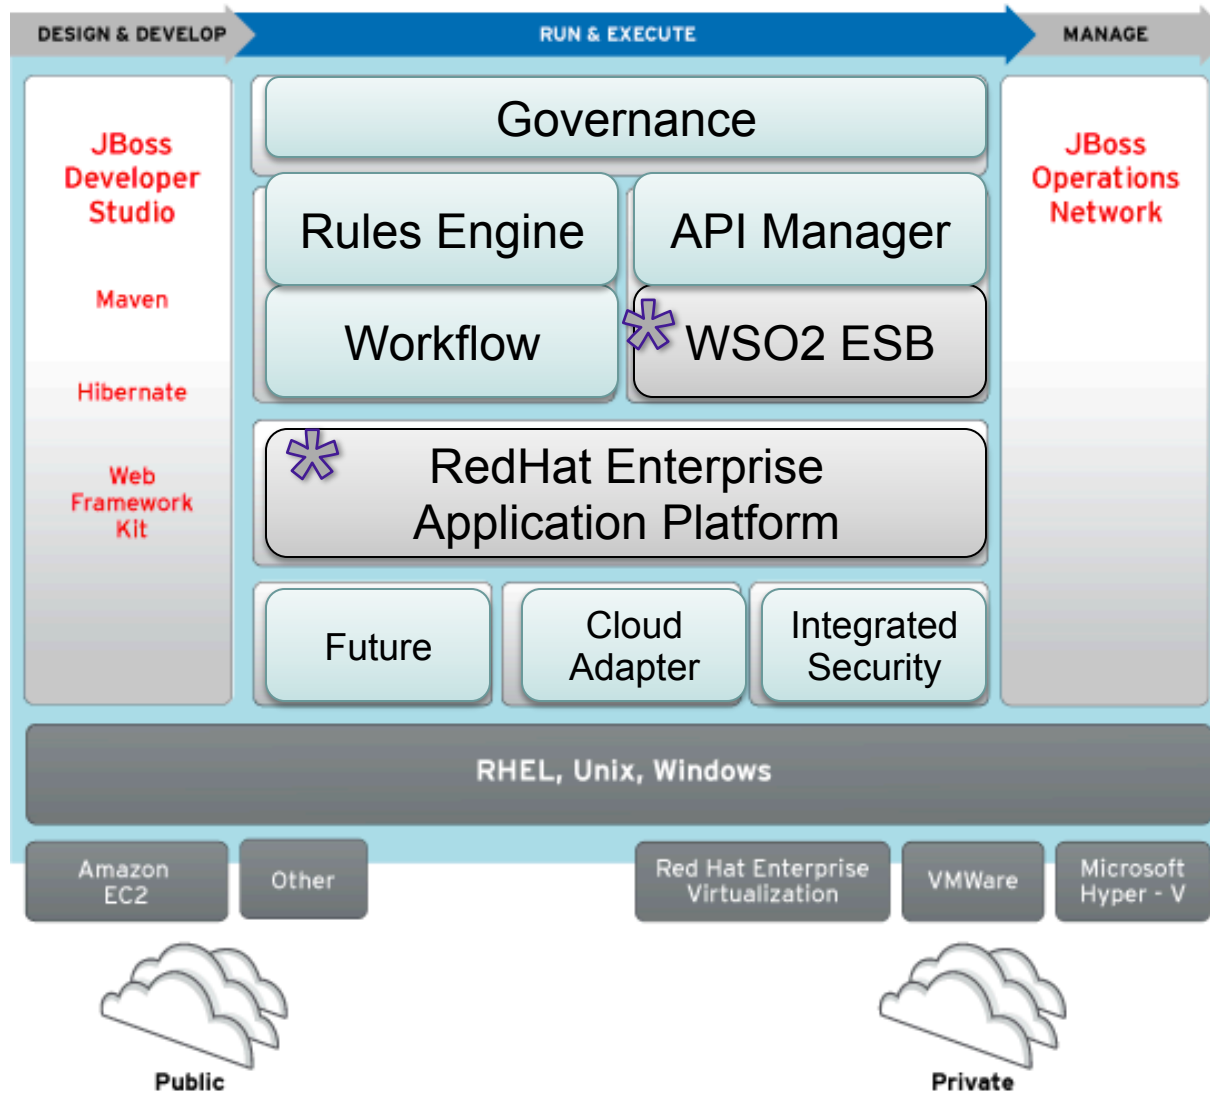 DESIGN & DEVELOP
RUN & EXECUTE
MANAGE
JBoss
Developer
Studio
Maven
Hibernate
Web
Framework
Kit
Governance
Rules Engine
API Manager
Workflow
* WSO2 ESB
* RedHat Enterprise
Application Platform
Future
Cloud
Adapter
Integrated
Security
JBoss
Operations
Network
RHEL, Unix, Windows
Amazon
EC2
Other
Red Hat Enterprise
Virtualization
VMWare
Microsoft
Hyper - V
Public
Private